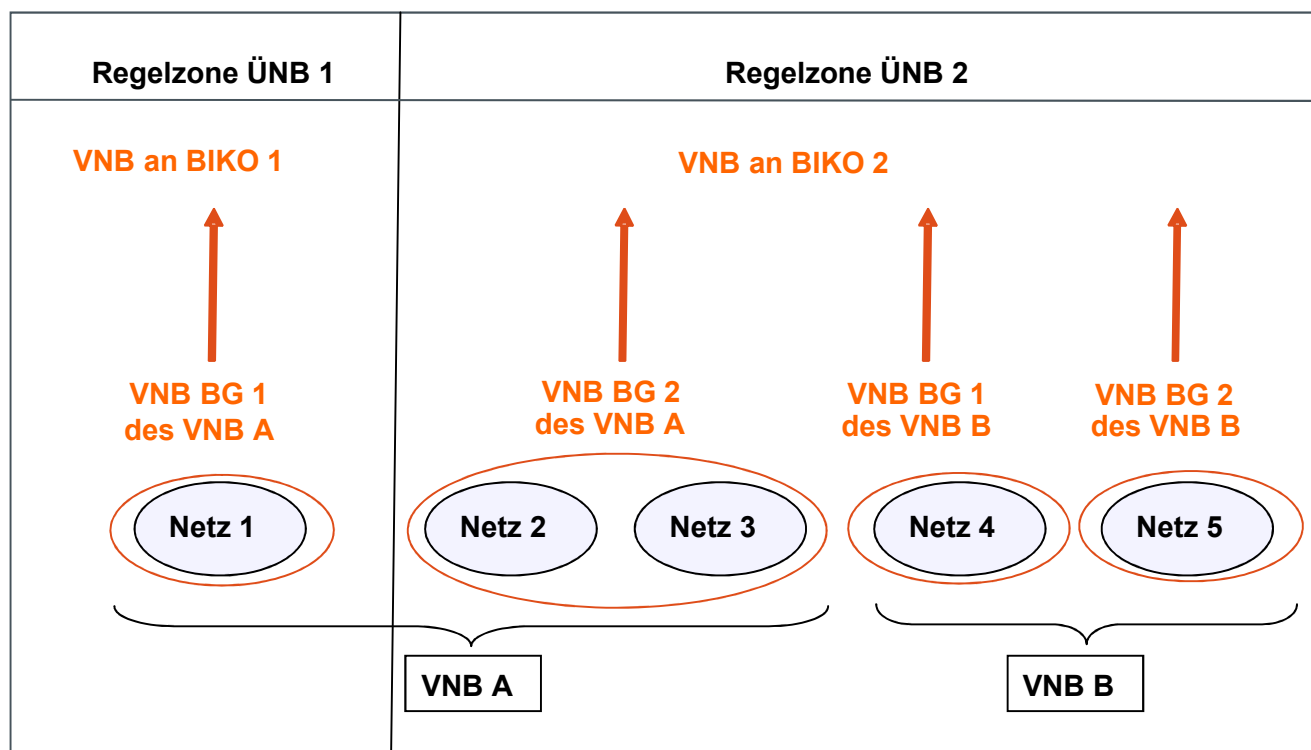 Regelzone ÜNB 1
Regelzone ÜNB 2
VNB an BIKO 1
VNB an BIKO 2
VNB BG 1
des VNB A
VNB BG 2
des VNB A
VNB BG 1
des VNB B
VNB BG 2
des VNB B
Netz 1
Netz 2
Netz 3
Netz 4
Netz 5
VNB A
VNB B